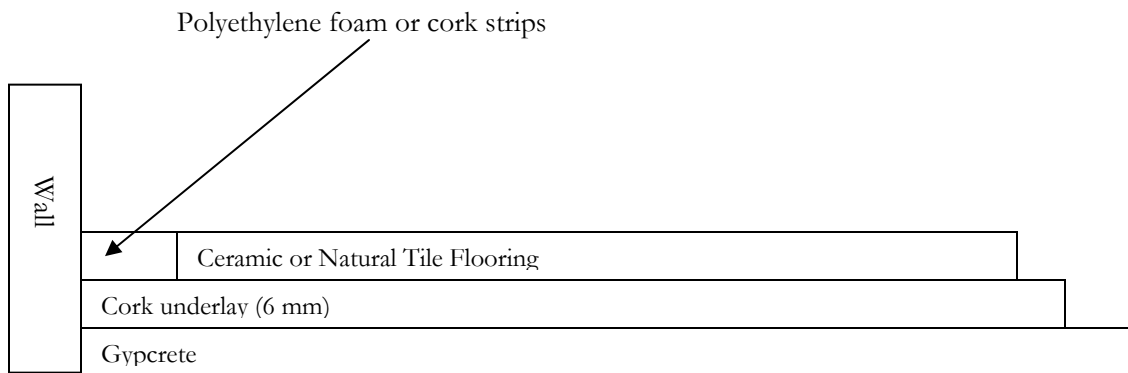 Polyethylene foam or cork strips
Wall
Ceramic or Natural Tile Flooring
Cork underlay (6 mm)
Gypcrete